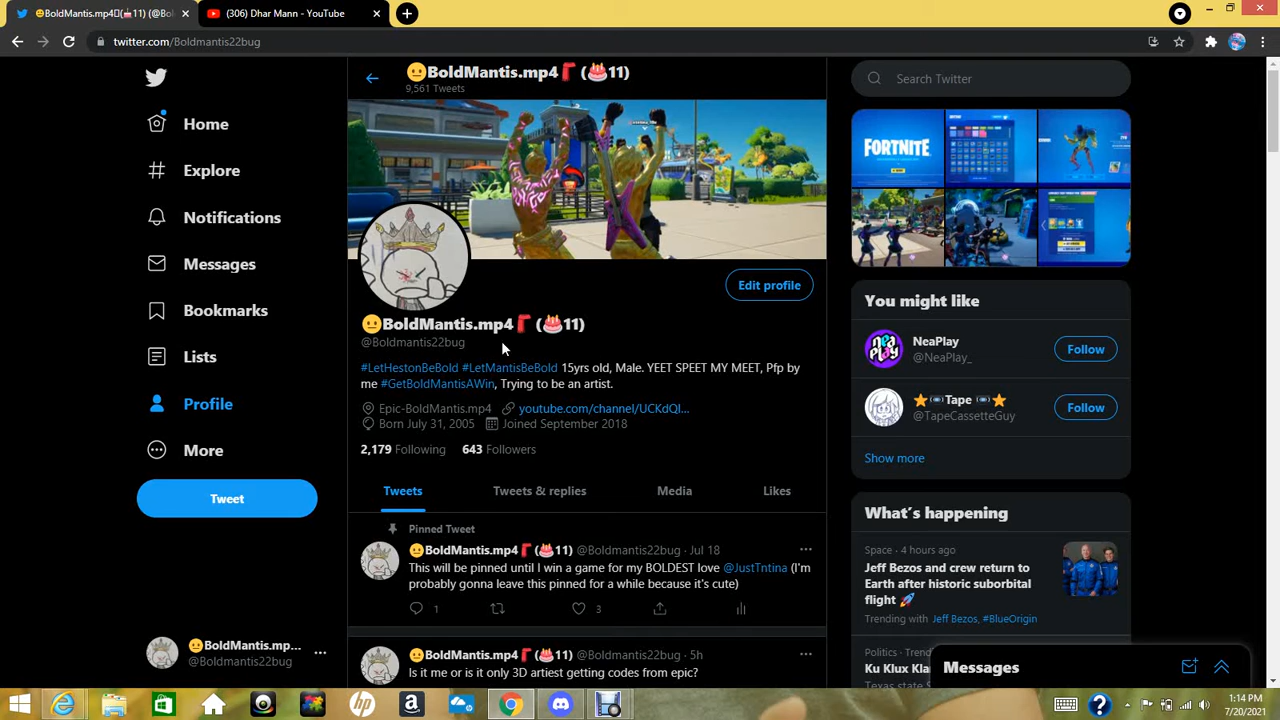 😐BoldMantis.mp4🚩(🎂11) (@Bol
(306) Dhar Mann - YouTube
twitter.com/Boldmantis22bug
😐BoldMantis.mp4 (🎂11)
9,561 Tweets
Search Twitter
Home
Explore
Notifications
Messages
Bookmarks
Lists
Profile
More
Tweet
FORTNITE
Edit profile
😐BoldMantis.mp4 (🎂11)
@Boldmantis22bug
#LetHestonBeBold #LetMantisBeBold 15yrs old, Male. YEET SPEET MY MEET, Pfp by
me #GetBoldMantisAWin, Trying to be an artist.
Epic-BoldMantis.mp4 youtube.com/channel/UCKdQI...
Born July 31, 2005 Joined September 2018
2,179 Following 643 Followers
Tweets Tweets & replies Media Likes
Pinned Tweet
😐BoldMantis.mp4 (🎂11) @Boldmantis22bug · Jul 18
This will be pinned until I win a game for my BOLDEST love @JustTntina (I'm
probably gonna leave this pinned for a while because it's cute)
1 3
😐BoldMantis.mp4 (🎂11) @Boldmantis22bug · 5h
Is it me or is it only 3D artiest getting codes from epic?
You might like
NeaPlay
@NeaPlay_
Follow
⭐📼Tape 📼⭐
@TapeCassetteGuy
Follow
Show more
What's happening
Space · 4 hours ago
Jeff Bezos and crew return to
Earth after historic suborbital
flight 🚀
Trending with Jeff Bezos, #BlueOrigin
Politics · Trend
Ku Klux Kla
Texas state
Messages
😐BoldMantis.mp...
@Boldmantis22bug
1:14 PM
7/20/2021